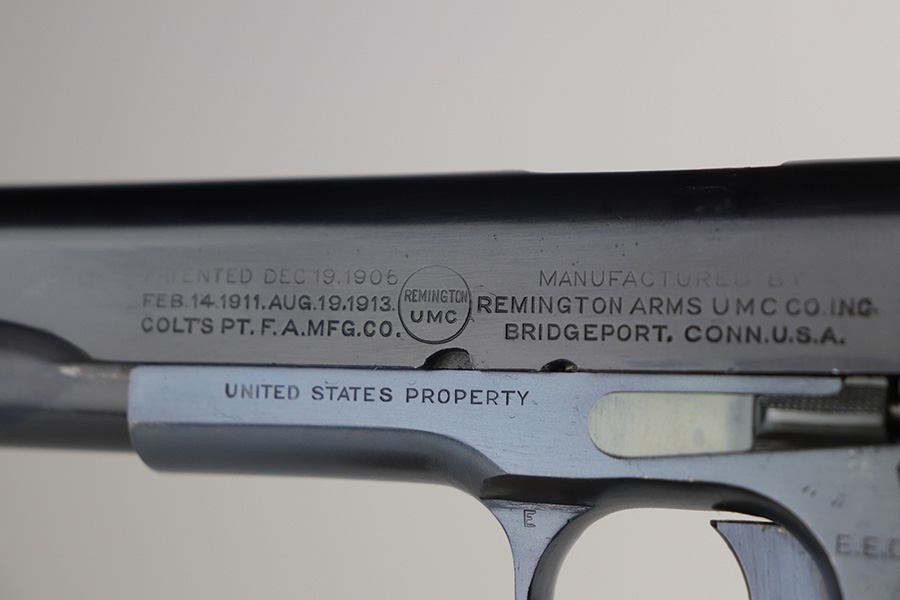 PATENTED DEC.19.1905
FEB.14.1911.AUG.19.1913.
COLT'S PT. F.A.MFG.CO.
REMINGTON
UMC
MANUFACTURED BY
REMINGTON ARMS UMC CO. INC.
BRIDGEPORT, CONN.U.S.A.
UNITED STATES PROPERTY
E